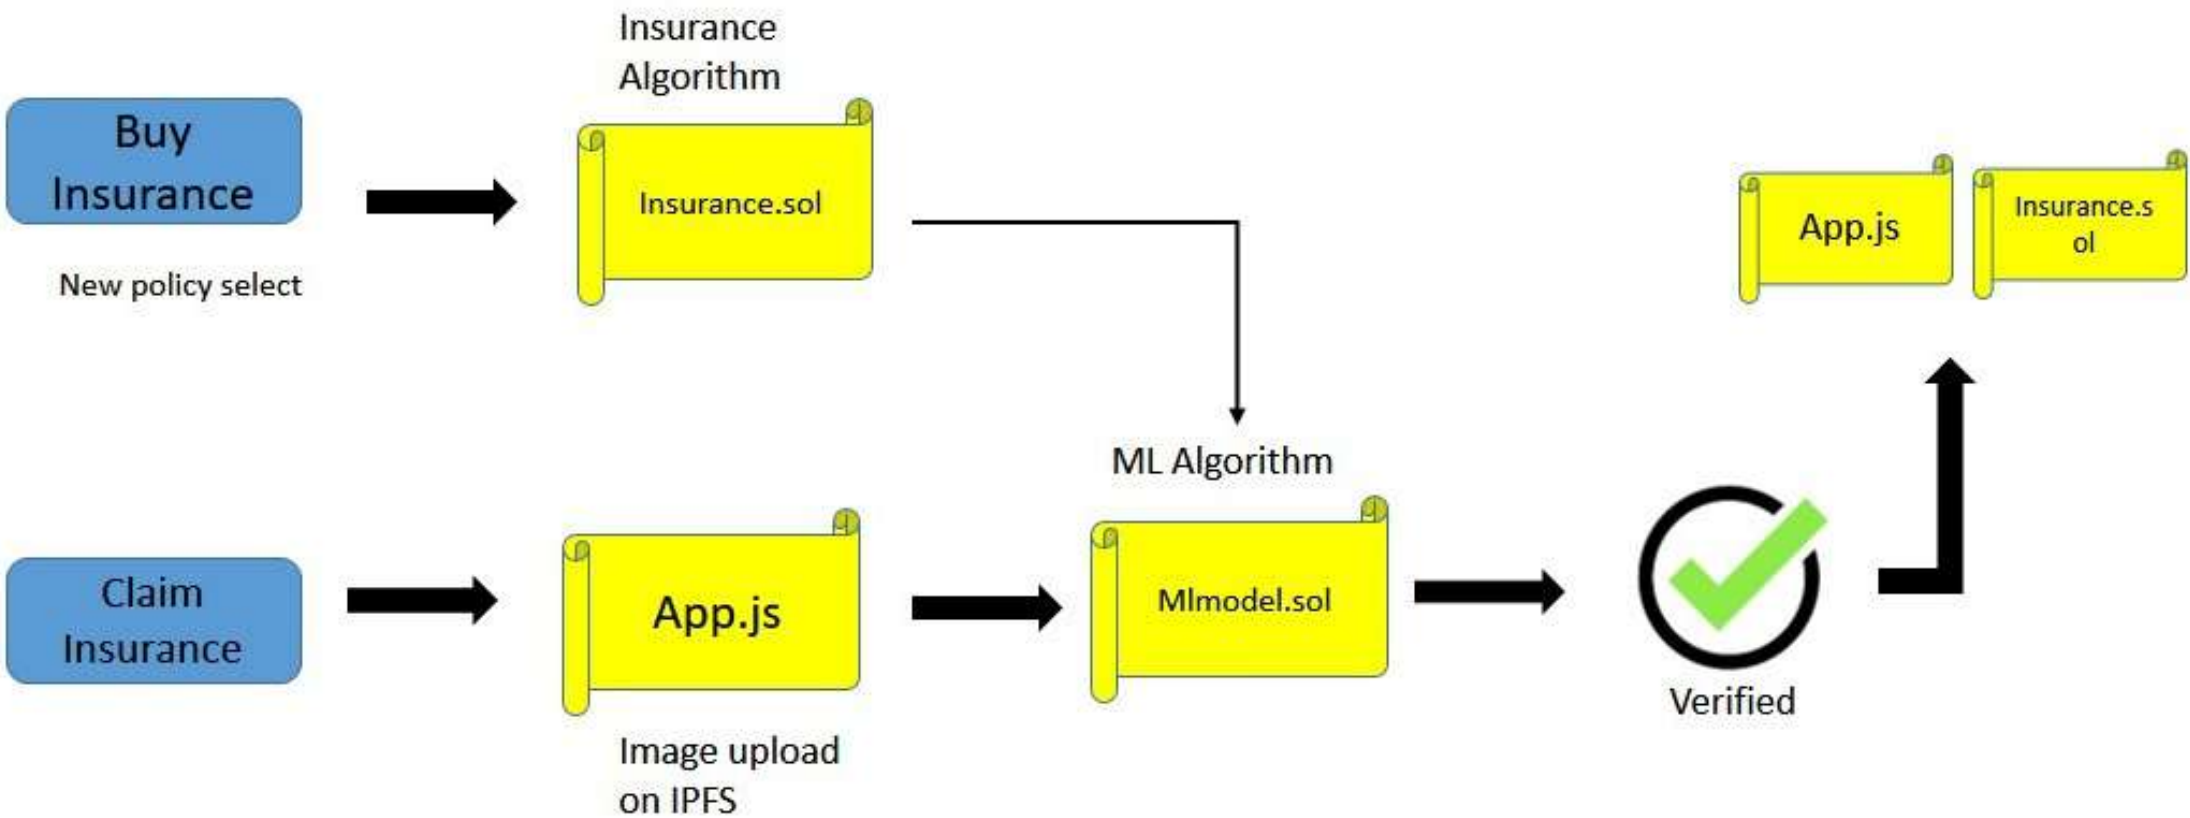 Insurance
Algorithm
Buy
Insurance
New policy select
Insurance.sol
App.js
Insurance.s
ol
ML Algorithm
Claim
Insurance
App.js
Image upload
on IPFS
Mlmodel.sol
Verified